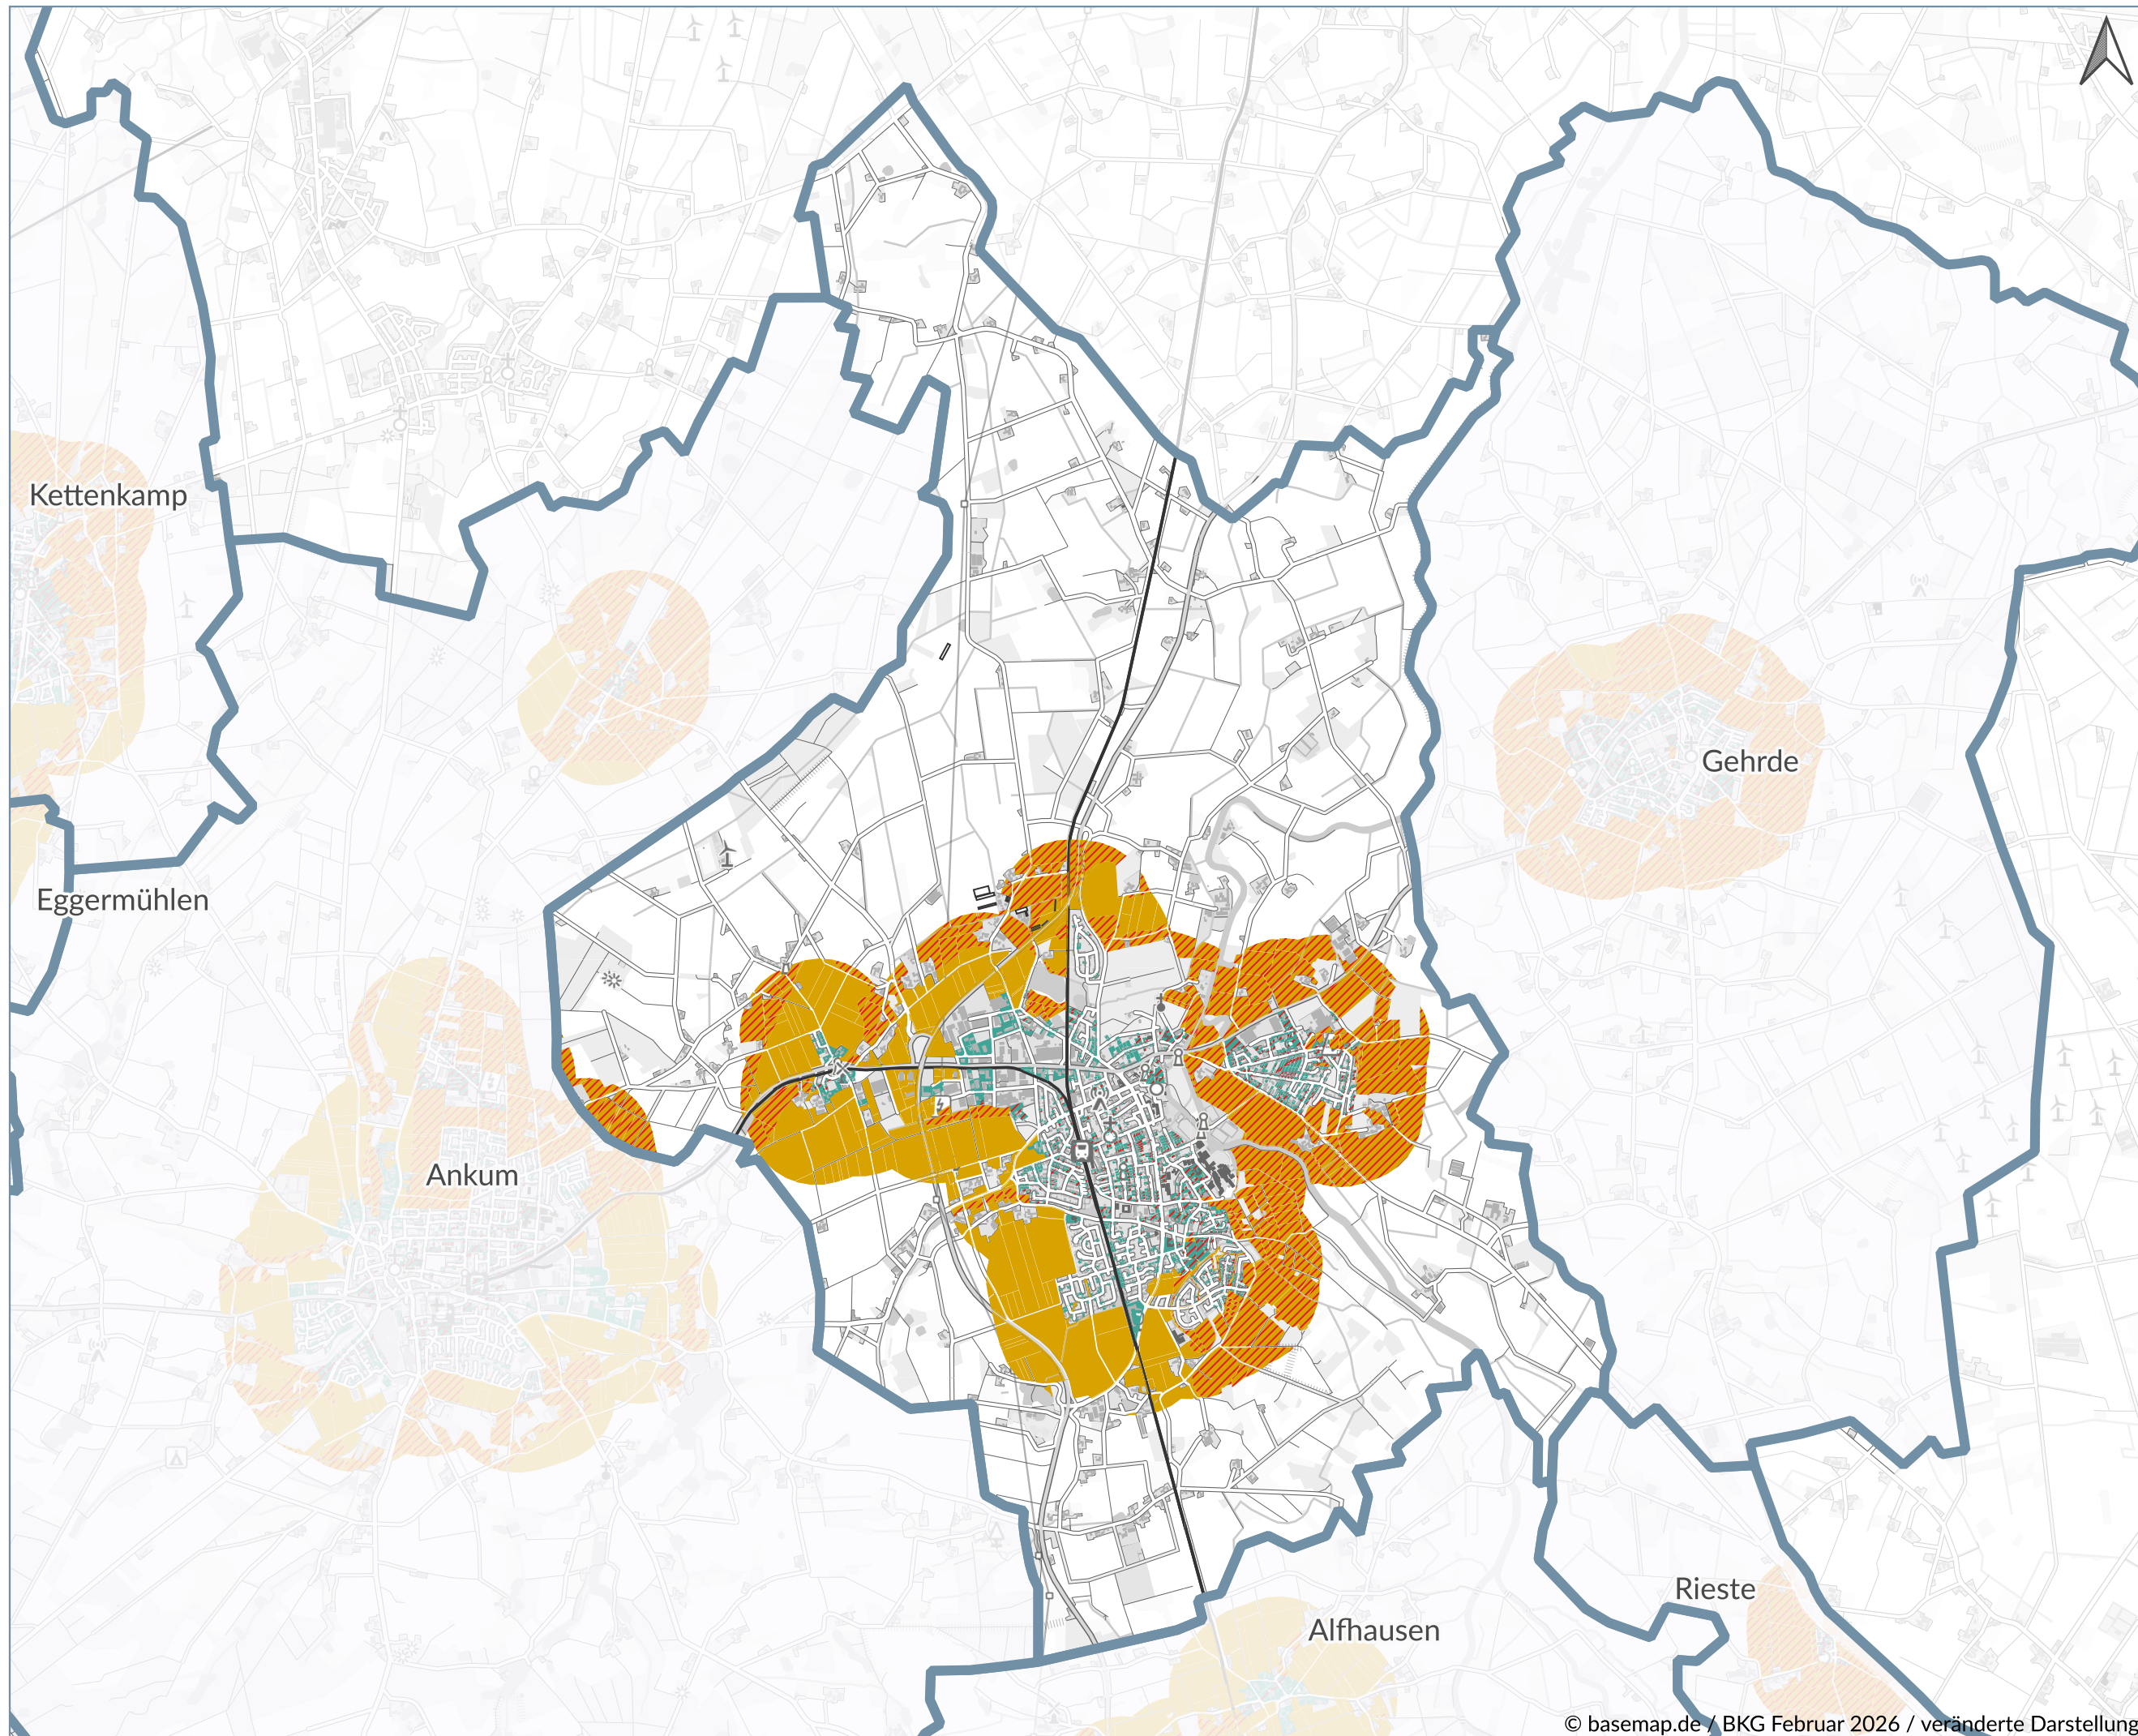 Kettenkamp
Gehrde
Eggermühlen
Ankum
Rieste
Alfhausen
© basemap.de / BKG Februar 2026 / veränderte Darstellung